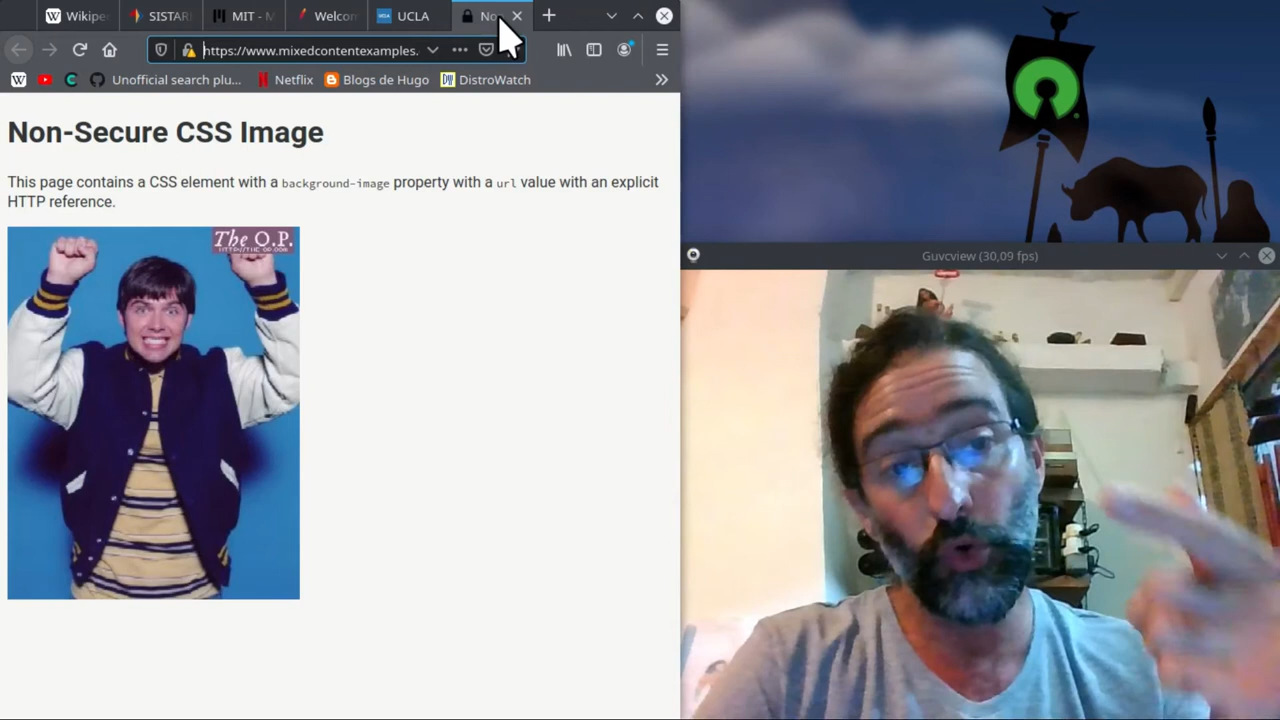 Wikipe
SISTAR
MIT - M
Welcon
UCLA
No
https://www.mixedcontentexamples.
Unofficial search plu...
Netflix
Blogs de Hugo
DistroWatch
Non-Secure CSS Image
This page contains a CSS element with a background-image property with a url value with an explicit
HTTP reference.
The O.P.
Guvcview (30,09 fps)